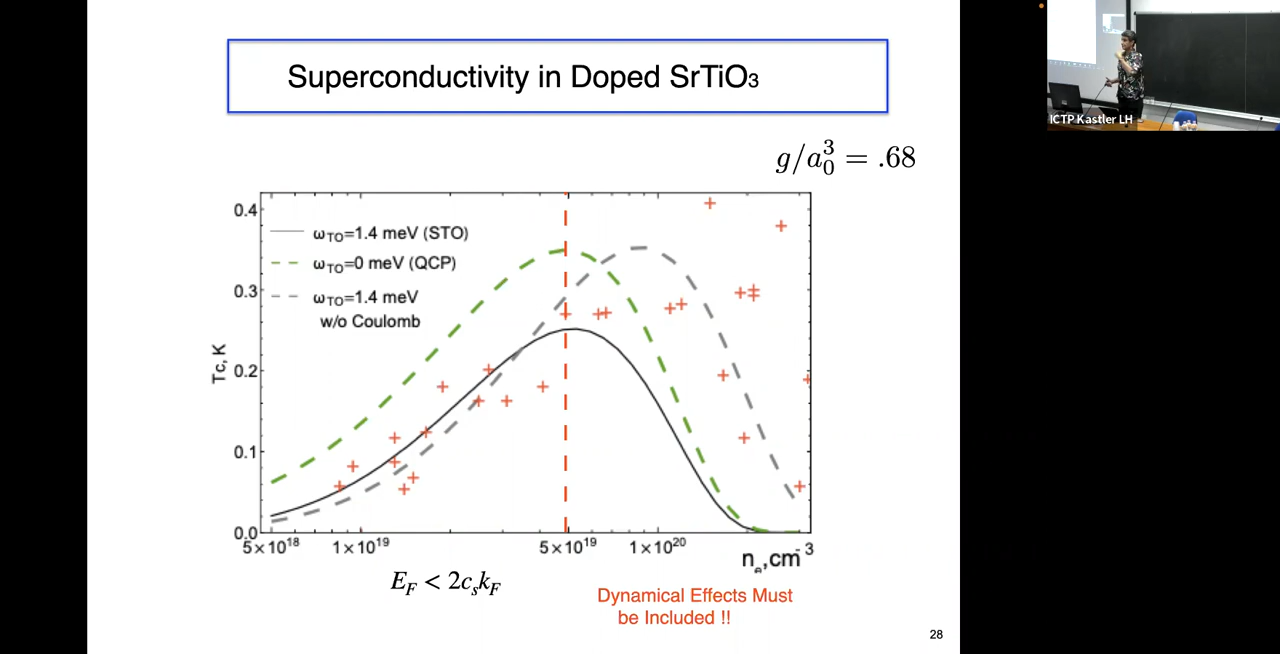 Superconductivity in Doped SrTiO₃
g/a₀³ = .68
ICTP Kastler LH
0.4
0.3
0.2
0.1
0.0
Tc, K
ω_TO=1.4 meV (STO)
ω_TO=0 meV (QCP)
ω_TO=1.4 meV
w/o Coulomb
5×10¹⁸
1×10¹⁹
5×10¹⁹
1×10²⁰
nₑ,cm⁻³
E_F < 2c_sk_F
Dynamical Effects Must
be Included !!
28